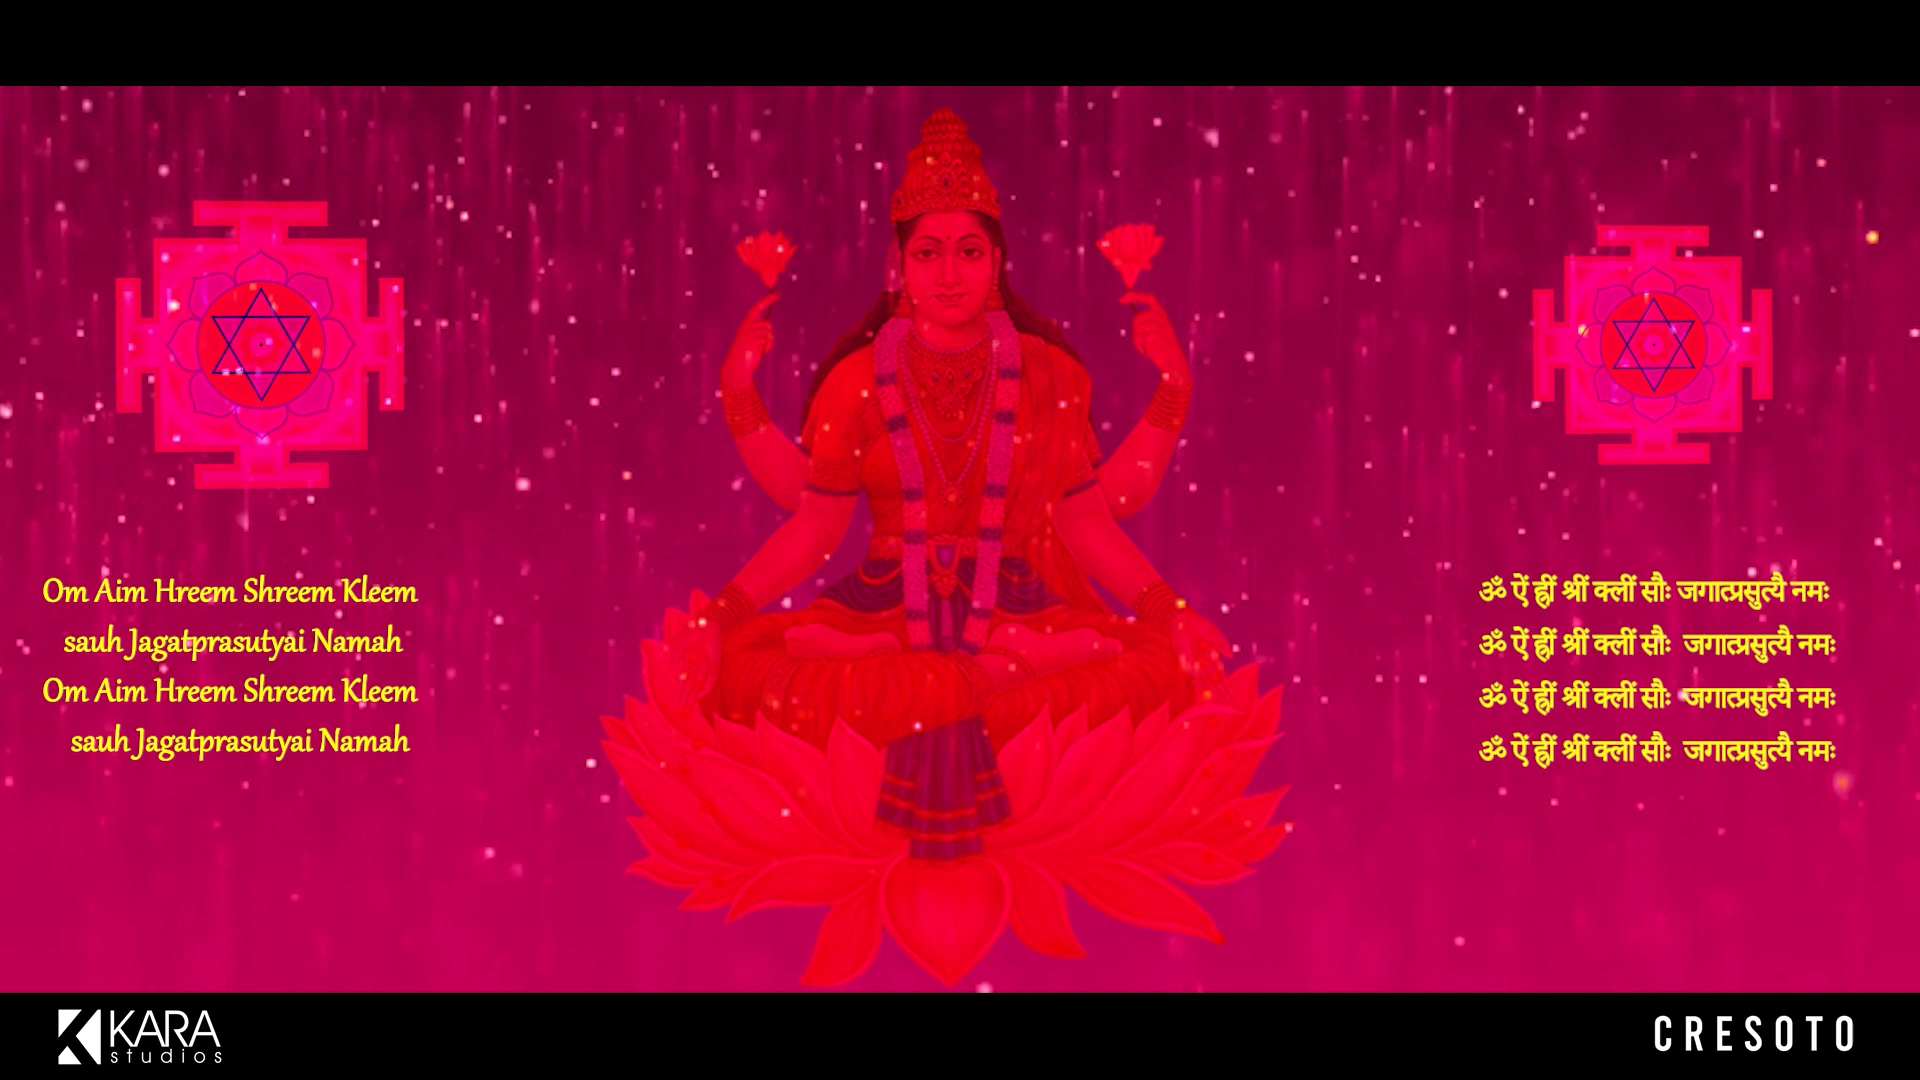 Om Aim Hreem Shreem Kleem
sauh Jagatprasutyai Namah
Om Aim Hreem Shreem Kleem
sauh Jagatprasutyai Namah
ॐ ऐं ह्रीं श्रीं क्लीं सौः जगात्प्रसुत्यै नमः
ॐ ऐं ह्रीं श्रीं क्लीं सौः जगात्प्रसुत्यै नमः
ॐ ऐं ह्रीं श्रीं क्लीं सौः जगात्प्रसुत्यै नमः
ॐ ऐं ह्रीं श्रीं क्लीं सौः जगात्प्रसुत्यै नमः
KARA
studios
CRESOTO